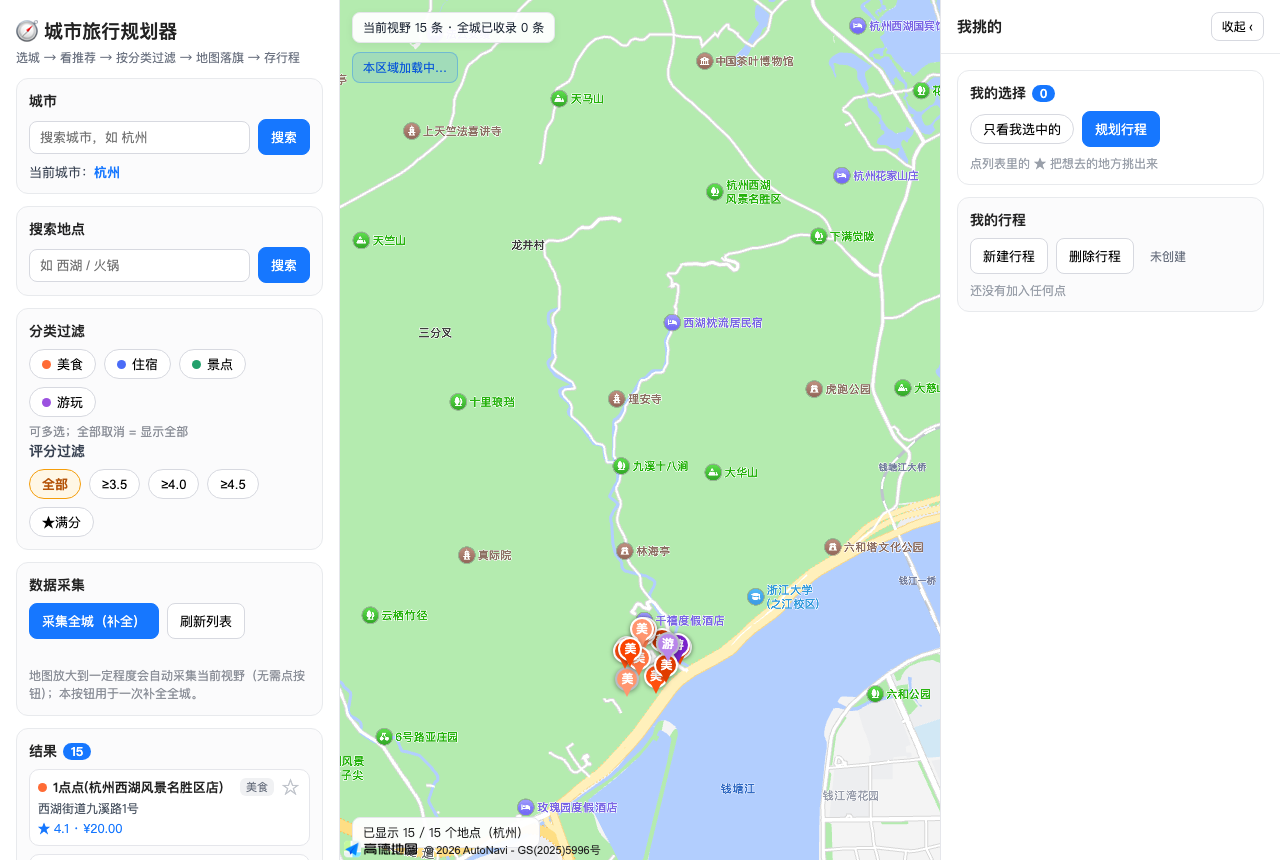 城市旅行规划器
选城 → 看推荐 → 按分类过滤 → 地图落旗 → 存行程
城市
搜索城市，如 杭州
搜索
当前城市：杭州
搜索地点
如 西湖 / 火锅
搜索
分类过滤
美食
住宿
景点
游玩
可多选；全部取消 = 显示全部
评分过滤
全部
≥3.5
≥4.0
≥4.5
★满分
数据采集
采集全城（补全）
刷新列表
地图放大到一定程度会自动采集当前视野（无需点按
钮）；本按钮用于一次补全全城。
结果 15
1点点(杭州西湖风景名胜区店)
美食
西湖街道九溪路1号
★ 4.1 · ¥20.00
当前视野 15 条 · 全城已收录 0 条
本区域加载中…
杭州西湖国宾
中国茶叶博物馆
天马山
花
上天竺法喜讲寺
杭州花家山庄
杭州西湖
风景名胜区
天竺山
龙井村
下满觉陇
西湖枕流居民宿
三分叉
虎跑公园
大慈山
十里琅珰
理安寺
九溪十八涧
大华山
钱塘江大桥
真际院
林海亭
六和塔文化公园
钱江一桥
浙江大学
(之江校区)
云栖竹径
千禧度假酒店
美
游
美
美
美
美
美
六和公园
6号路亚庄园
风景
子尖
钱塘江
钱江湾花园
玫瑰园度假酒店
已显示 15 / 15 个地点（杭州）
高德地图
© 2026 AutoNavi - GS(2025)5996号
我挑的
收起 ‹
我的选择 0
只看我选中的
规划行程
点列表里的 ★ 把想去的地方挑出来
我的行程
新建行程
删除行程
未创建
还没有加入任何点